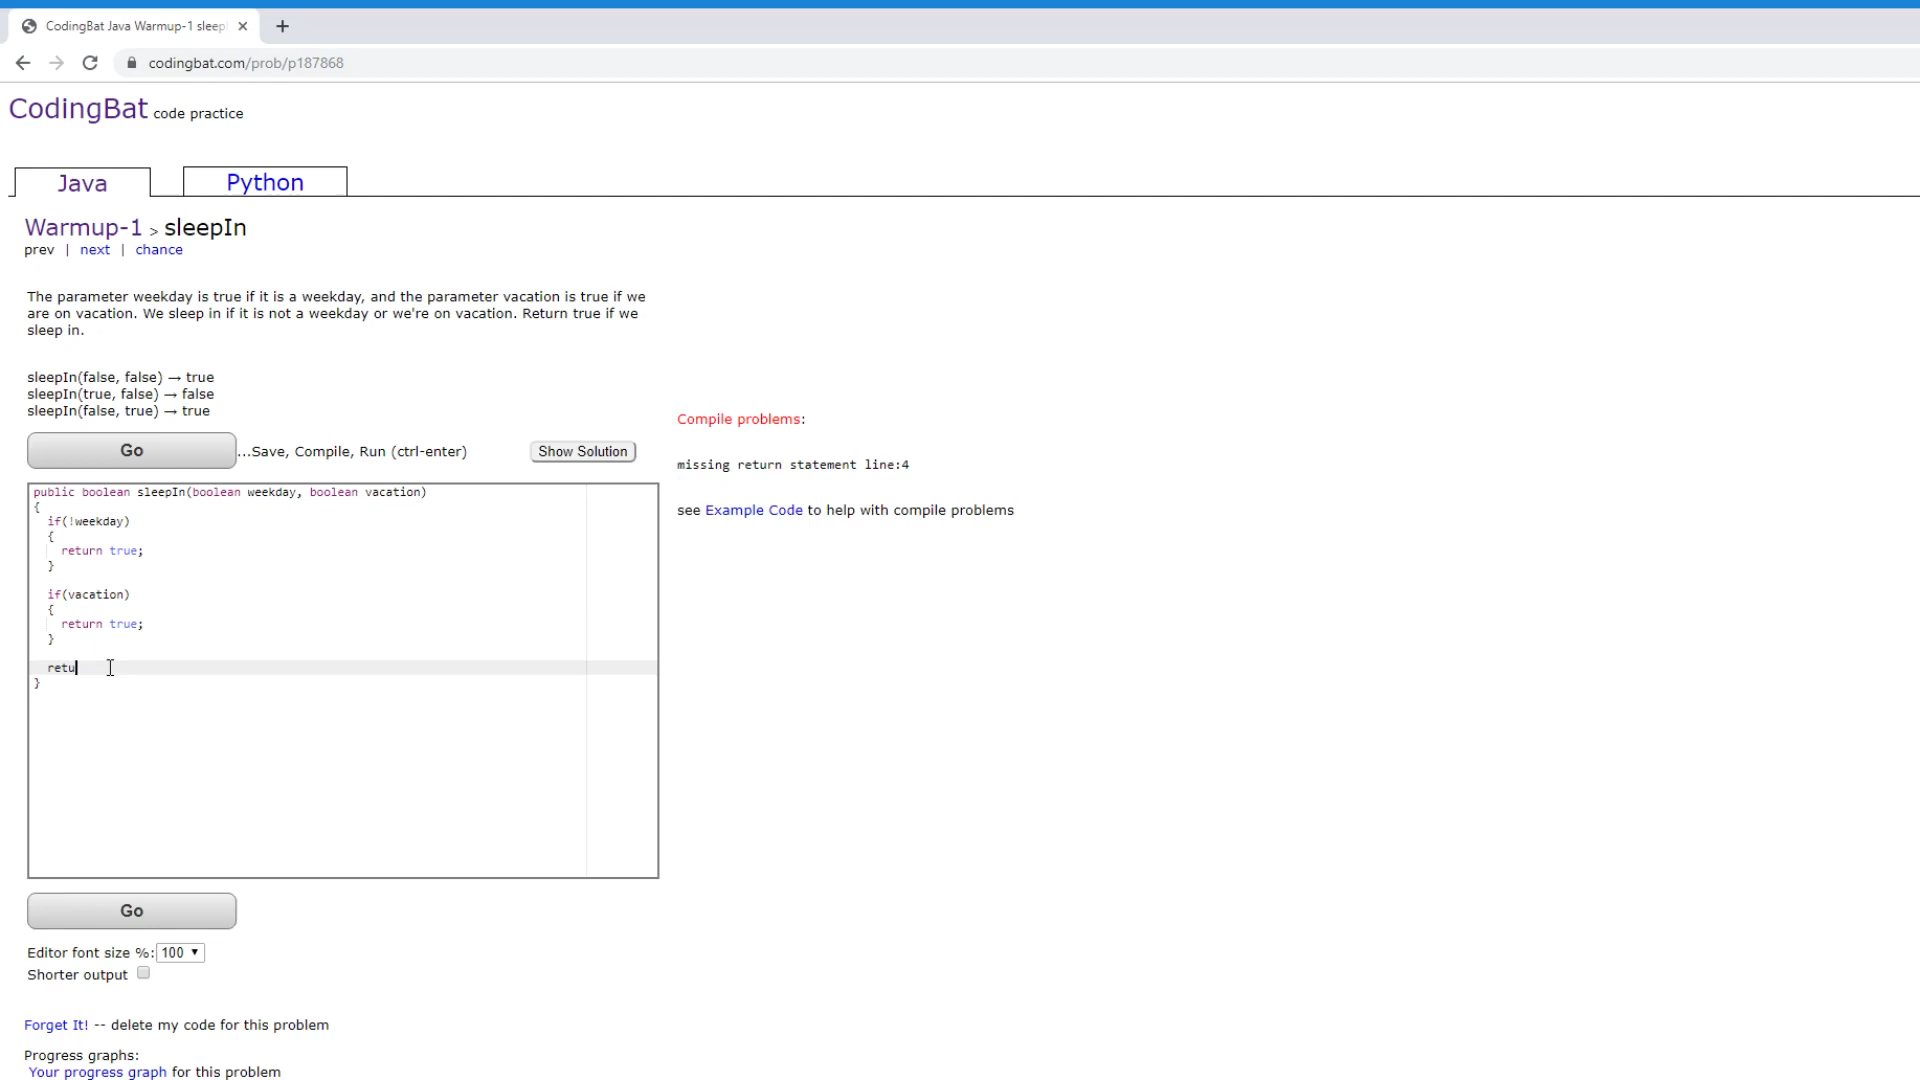 CodingBat Java Warmup-1 sleep
codingbat.com/prob/p187868
CodingBat code practice
Java
Python
Warmup-1 > sleepIn
prev | next | chance
The parameter weekday is true if it is a weekday, and the parameter vacation is true if we
are on vacation. We sleep in if it is not a weekday or we're on vacation. Return true if we
sleep in.
sleepIn(false, false) → true
sleepIn(true, false) → false
sleepIn(false, true) → true
Go ...Save, Compile, Run (ctrl-enter) Show Solution
public boolean sleepIn(boolean weekday, boolean vacation)
{
if(!weekday)
{
return true;
}
if(vacation)
{
return true;
}
retu
}
Compile problems:
missing return statement line:4
see Example Code to help with compile problems
Go
Editor font size %: 100
Shorter output
Forget It! -- delete my code for this problem
Progress graphs:
Your progress graph for this problem